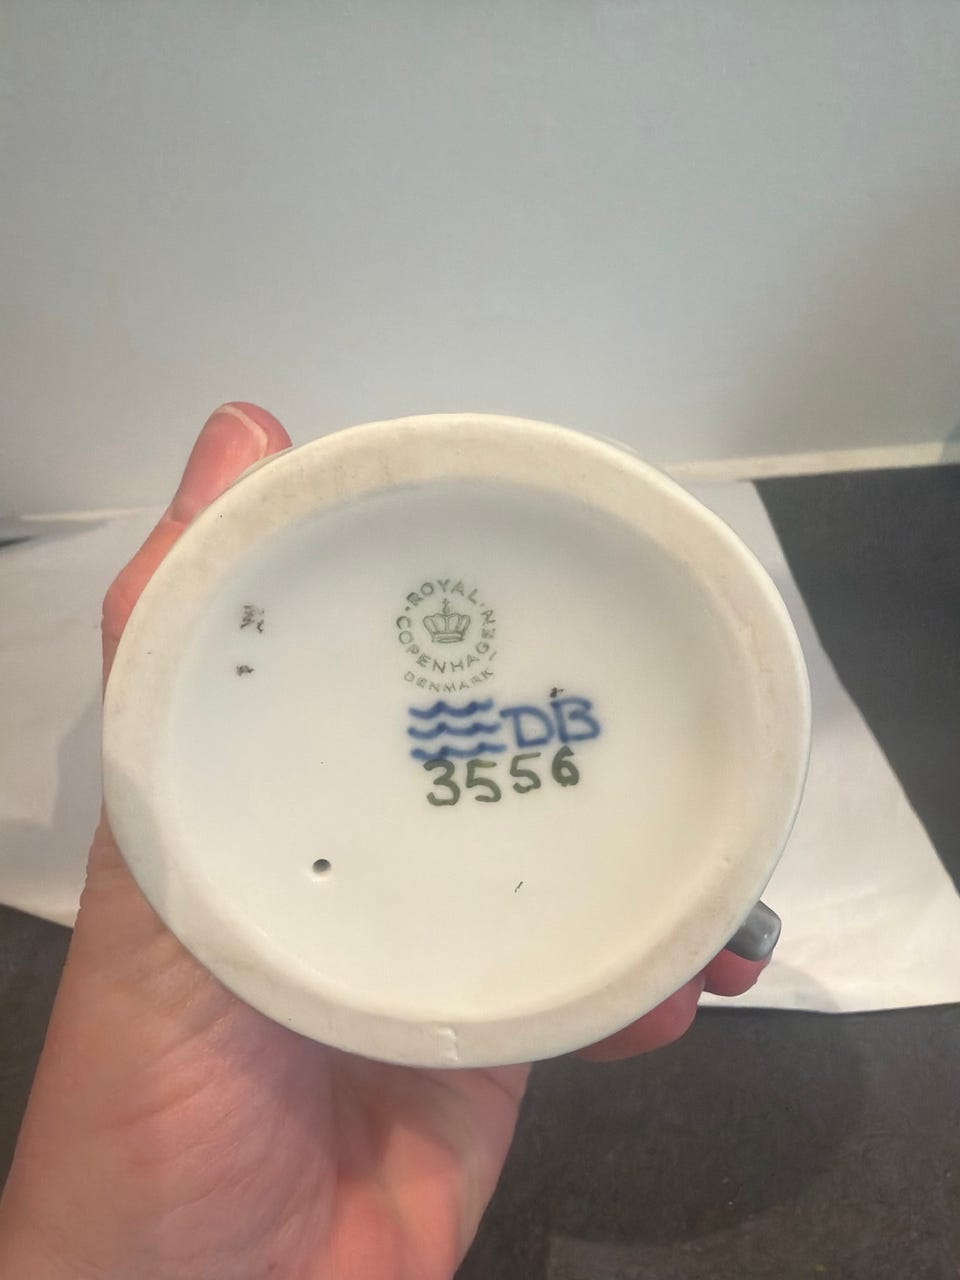 ROYAL
COPENHAGEN
DENMARK
DB
3556